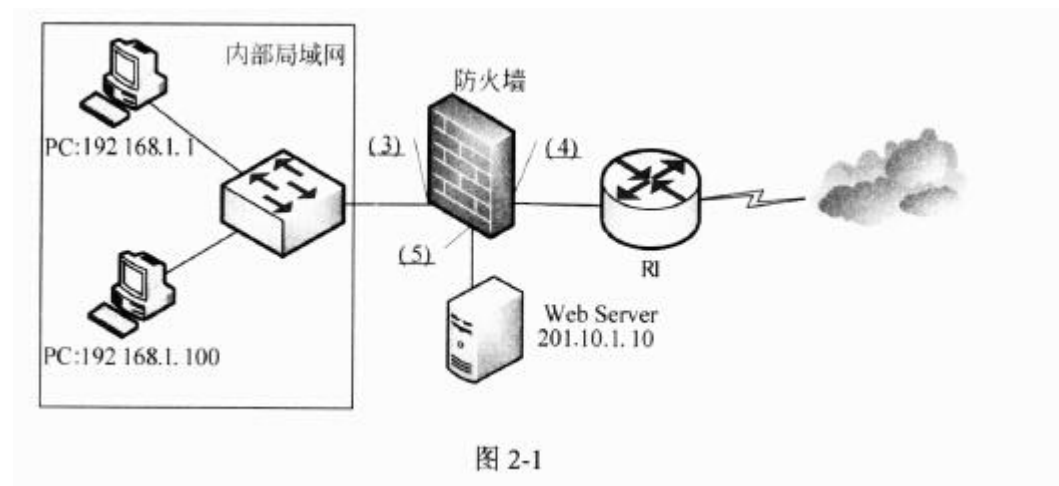 内部局域网
防火墙
PC:192 168.1. 1
(3)
(4)
(5)
RI
Web Server
201.10.1.10
PC:192 168.1. 100
图 2-1